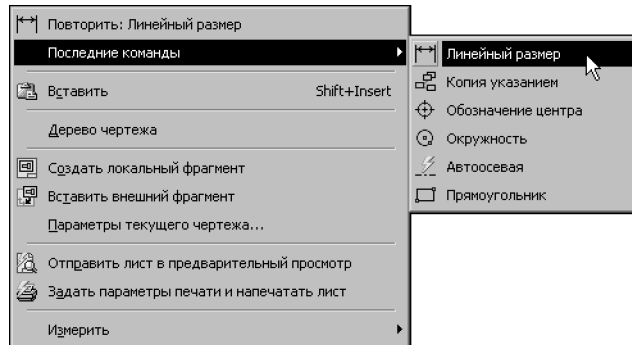 Повторить: Линейный размер
Последние команды
Вставить Shift+Insert
Дерево чертежа
Создать локальный фрагмент
Вставить внешний фрагмент
Параметры текущего чертежа...
Отправить лист в предварительный просмотр
Задать параметры печати и напечатать лист
Измерить
Линейный размер
Копия указанием
Обозначение центра
Окружность
Автоосевая
Прямоугольник